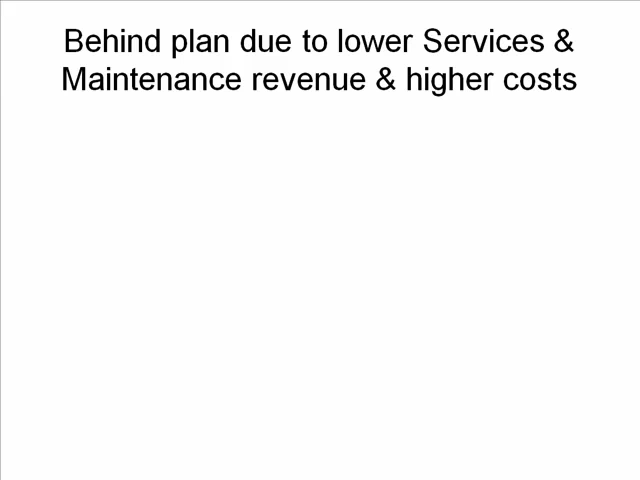 Behind plan due to lower Services &
Maintenance revenue & higher costs